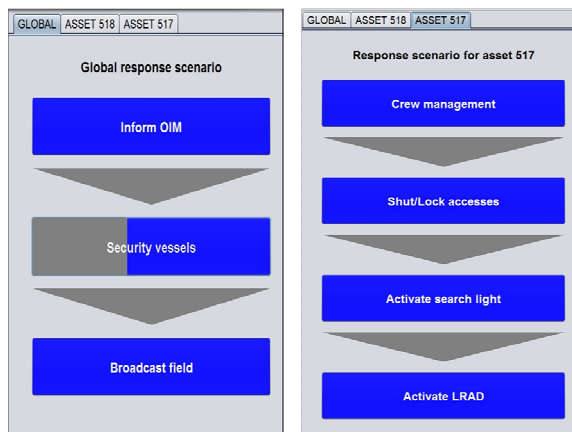 GLOBAL ASSET 518 ASSET 517
Global response scenario
Inform OIM
Security vessels
Broadcast field
GLOBAL ASSET 518 ASSET 517
Response scenario for asset 517
Crew management
Shut/Lock accesses
Activate search light
Activate LRAD